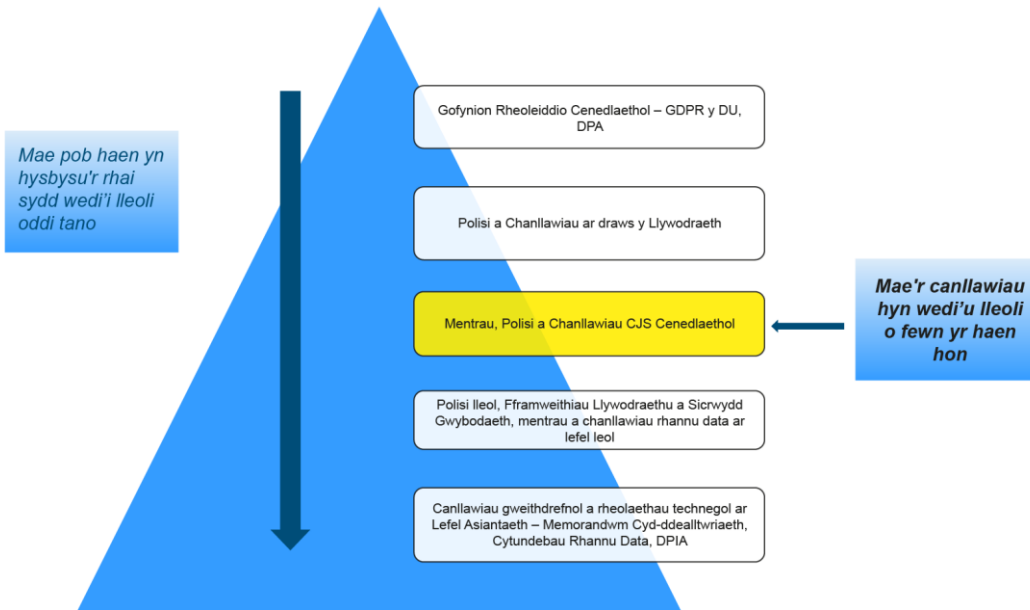 Gofynion Rheoleiddio Cenedlaethol – GDPR y DU,
DPA
Mae pob haen yn
hysbysu'r rhai
sydd wedi'i lleoli
oddi tano
Polisi a Chanllawiau ar draws y Llywodraeth
Mentrau, Polisi a Chanllawiau CJS Cenedlaethol
Mae'r canllawiau
hyn wedi'u lleoli
o fewn yr haen
hon
Polisi lleol, Fframweithiau Llywodraethu a Sicrwydd
Gwybodaeth, mentrau a chanllawiau rhannu data ar
lefel leol
Canllawiau gweithdrefnol a rheolaethau technegol ar
Lefel Asiantaeth – Memorandwm Cyd-ddealltwriaeth,
Cytundebau Rhannu Data, DPIA